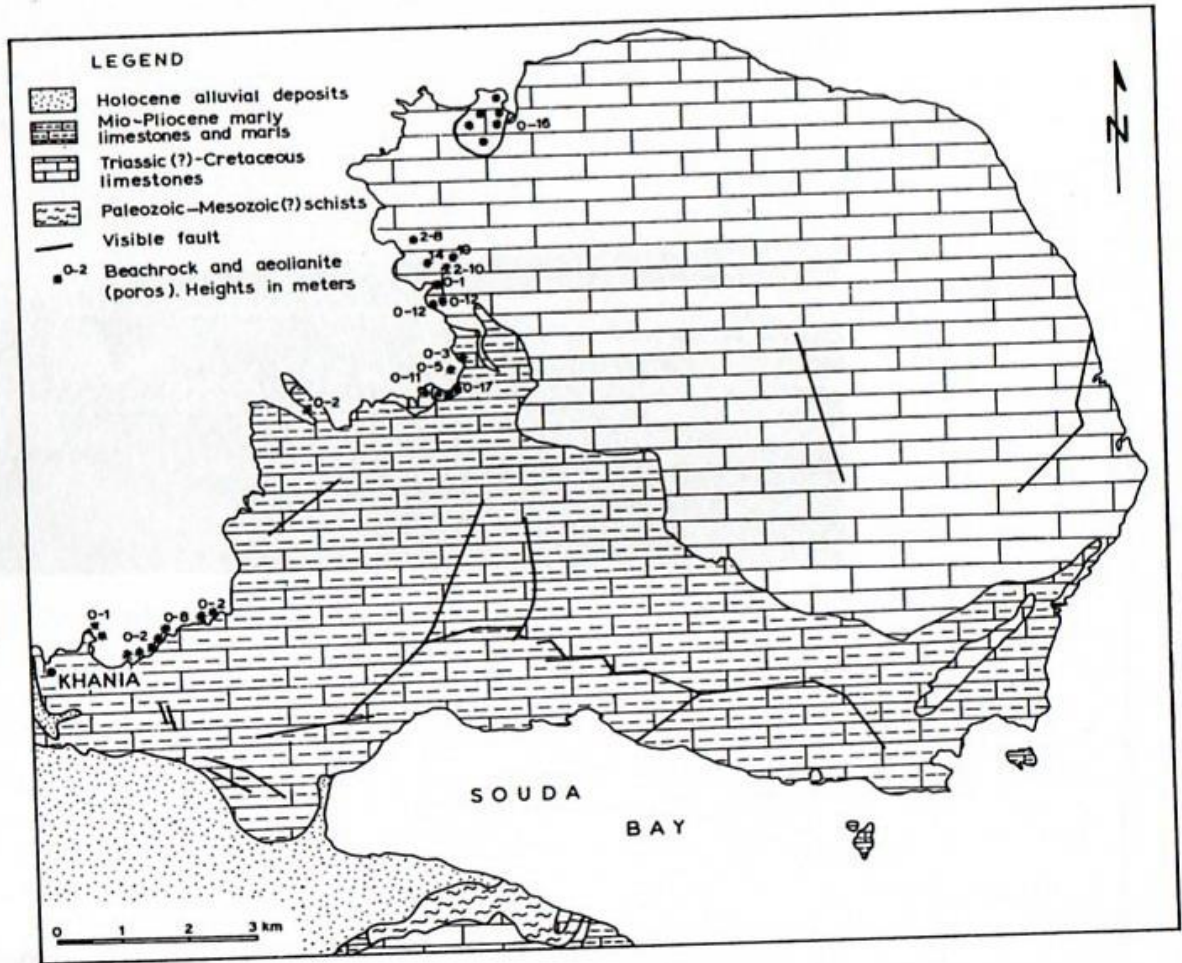 LEGEND
Holocene alluvial deposits
Mio-Pliocene marly
limestones and marls
Triassic (?)-Cretaceous
limestones
Paleozoic-Mesozoic(?) schists
Visible fault
0-2 Beachrock and aeolianite
(poros). Heights in meters
N
0-16
2-8
14
10
2-10
0-1
0-12
0-12
0-3
0-5
0-11
0-17
0-2
0-1
0-2
0-8
0-2
KHANIA
SOUDA
BAY
0 1 2 3 km